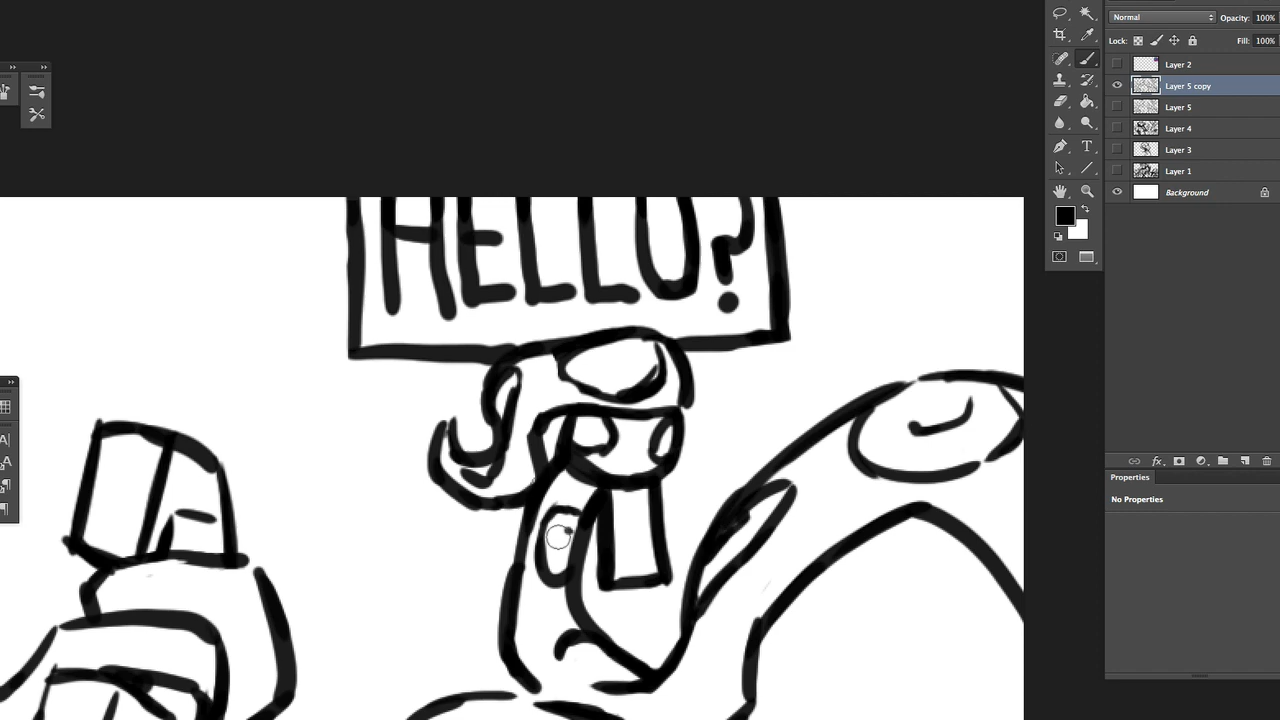 Normal Opacity: 100%
Lock: Fill: 100%
Layer 2
Layer 5 copy
Layer 5
Layer 4
Layer 3
Layer 1
Background
HELLO?
Properties
No Properties